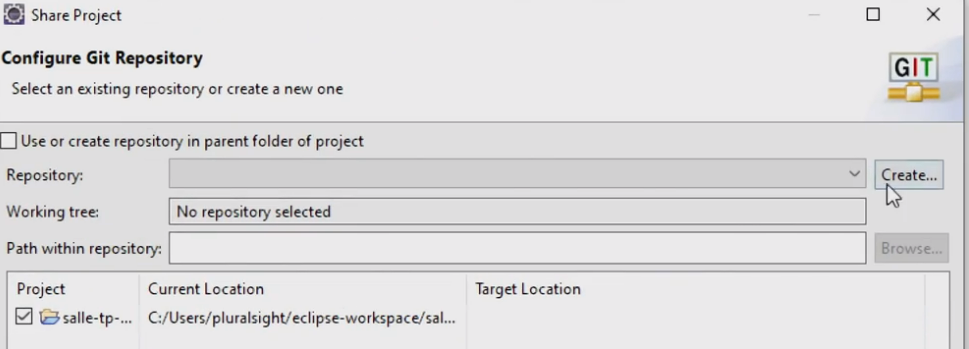 Share Project
Configure Git Repository
Select an existing repository or create a new one
GIT
Use or create repository in parent folder of project
Repository: Create...
Working tree: No repository selected
Path within repository: Browse...
Project Current Location Target Location
salle-tp-... C:/Users/pluralsight/eclipse-workspace/sal...